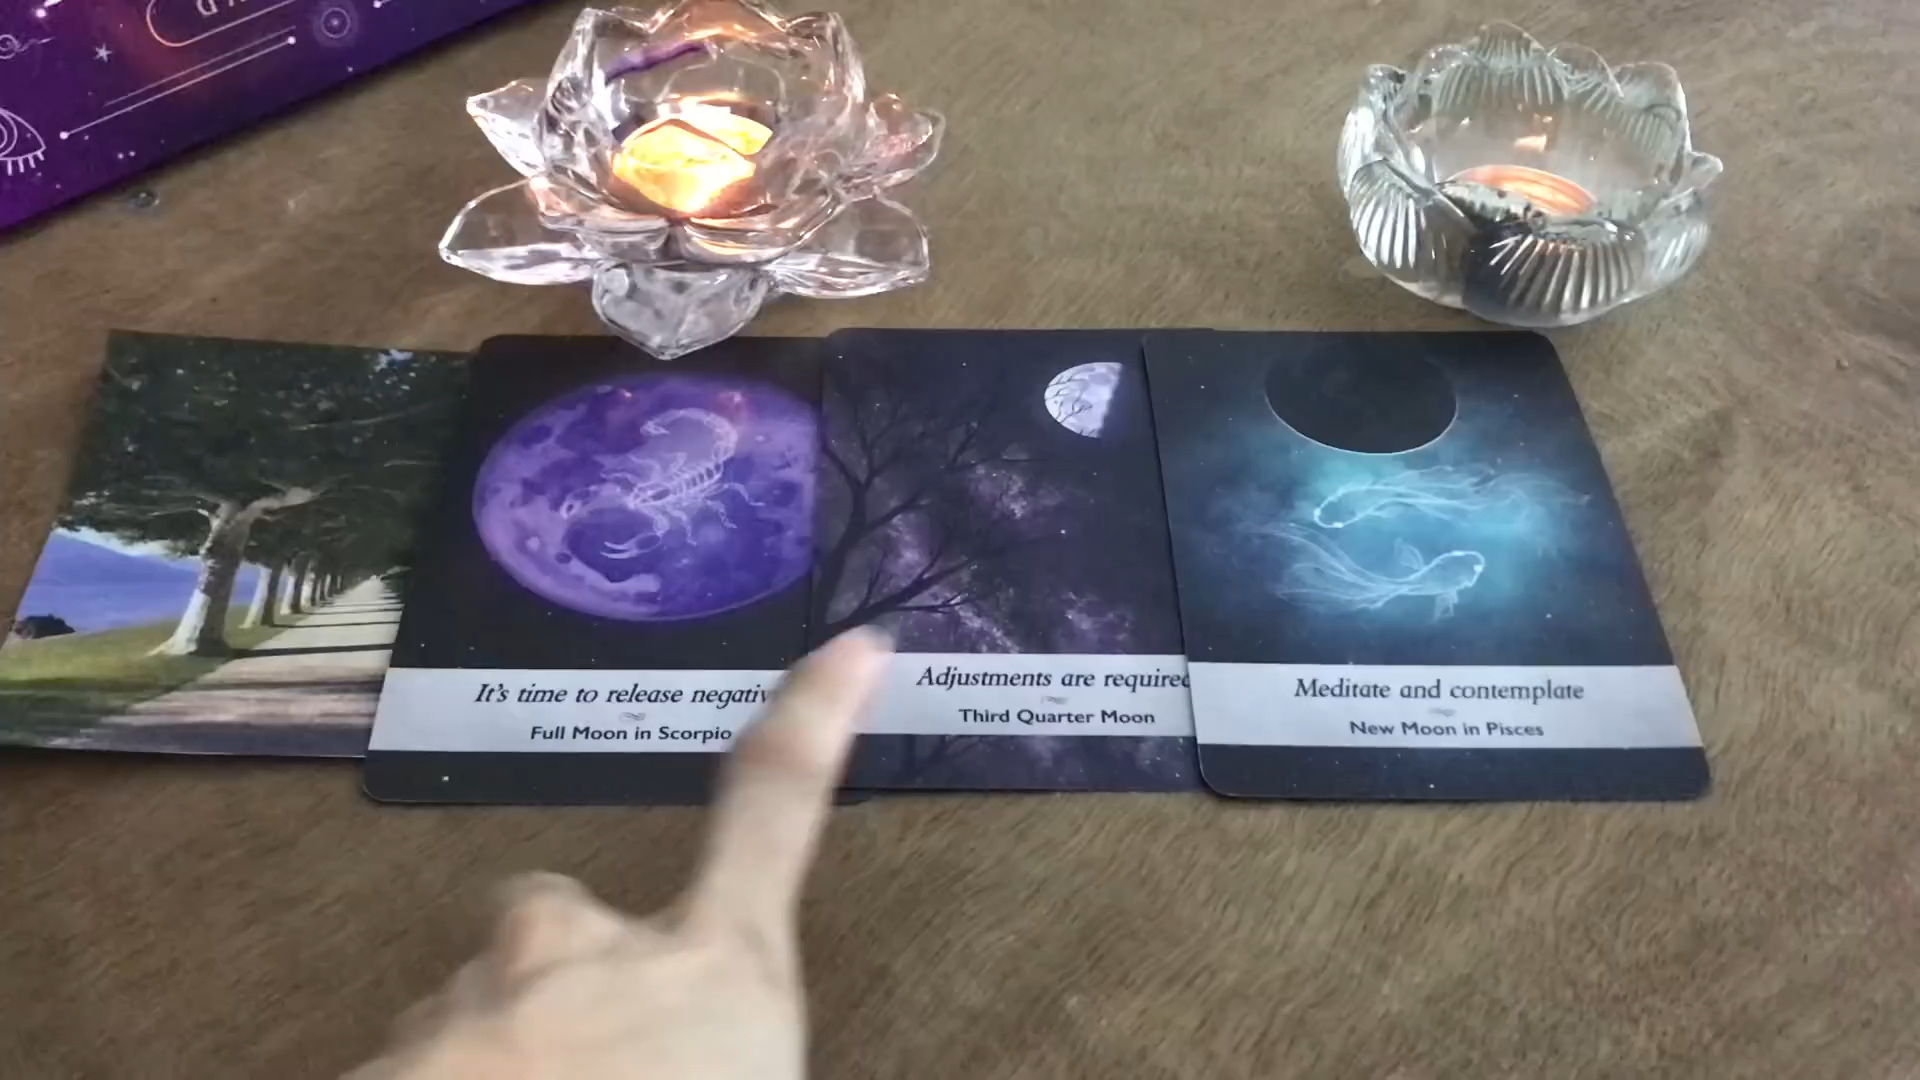 It's time to release
Full Moon in Scorpio
Adjustments are required
Third Quarter Moon
Meditate and contemplate
New Moon in Pisces